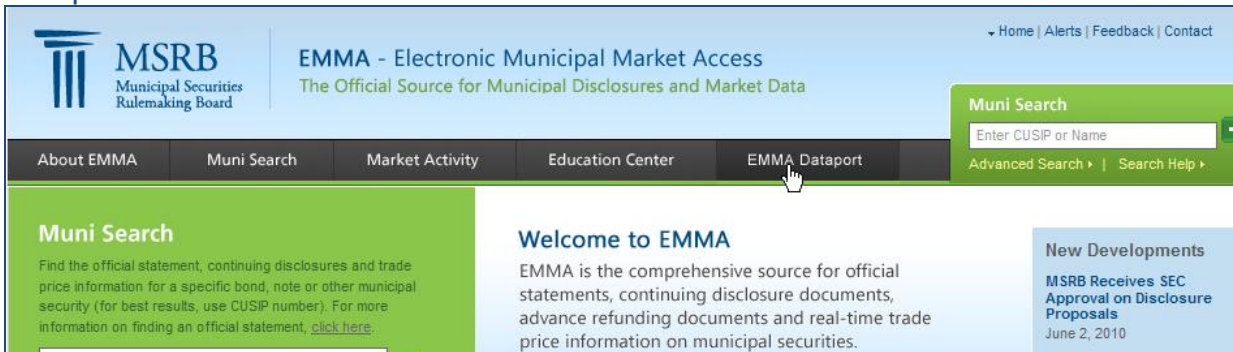 Home | Alerts | Feedback | Contact
MSRB
Municipal Securities
Rulemaking Board
EMMA - Electronic Municipal Market Access
The Official Source for Municipal Disclosures and Market Data
Muni Search
Enter CUSIP or Name
Advanced Search | Search Help
About EMMA Muni Search Market Activity Education Center EMMA Dataport
Muni Search
Find the official statement, continuing disclosures and trade
price information for a specific bond, note or other municipal
security (for best results, use CUSIP number). For more
information on finding an official statement, click here.
Welcome to EMMA
EMMA is the comprehensive source for official
statements, continuing disclosure documents,
advance refunding documents and real-time trade
price information on municipal securities.
New Developments
MSRB Receives SEC
Approval on Disclosure
Proposals
June 2, 2010